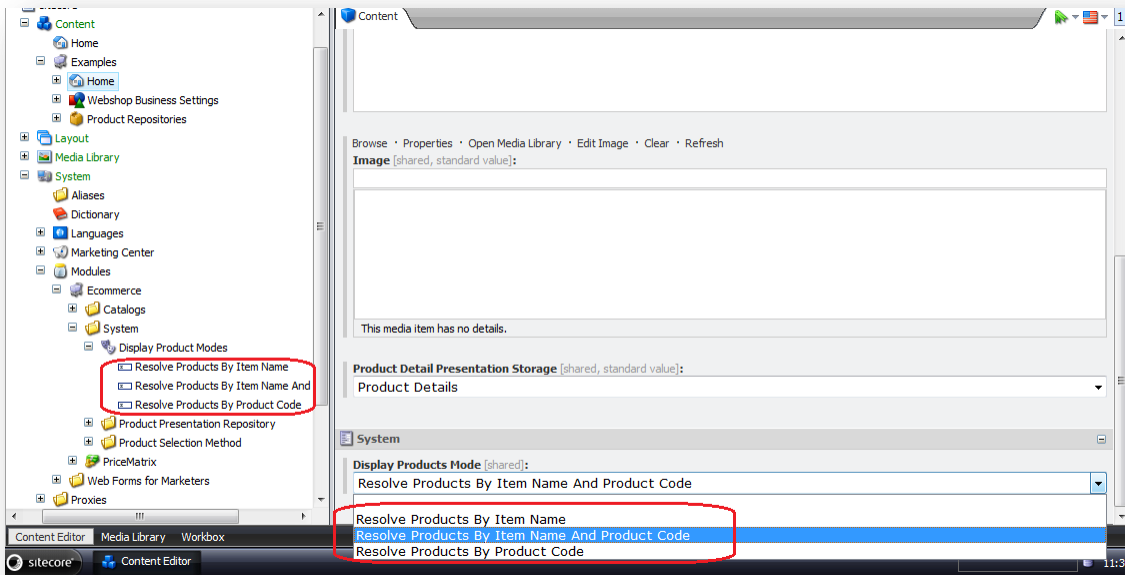 Content
Home
Examples
Home
Webshop Business Settings
Product Repositories
Layout
Media Library
System
Aliases
Dictionary
Languages
Marketing Center
Modules
Ecommerce
Catalogs
System
Display Product Modes
Resolve Products By Item Name
Resolve Products By Item Name And
Resolve Products By Product Code
Product Presentation Repository
Product Selection Method
PriceMatrix
Web Forms for Marketers
Proxies
Content Editor Media Library Workbox
sitecore Content Editor
Content
1
Browse · Properties · Open Media Library · Edit Image · Clear · Refresh
Image [shared, standard value]:
This media item has no details.
Product Detail Presentation Storage [shared, standard value]:
Product Details
System
Display Products Mode [shared]:
Resolve Products By Item Name And Product Code
Resolve Products By Item Name
Resolve Products By Item Name And Product Code
Resolve Products By Product Code
11:3